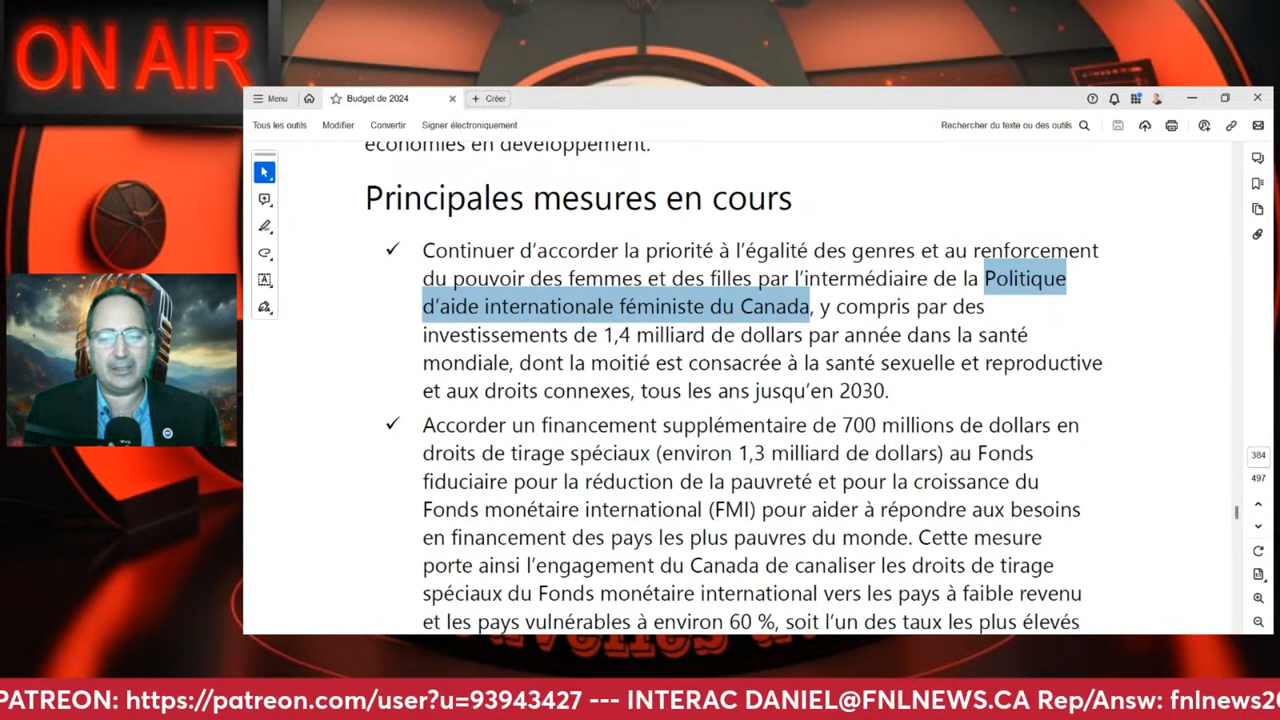 ON AIR
Menu
Budget de 2024
Créer
Tous les outils
Modifier
Convertir
Signer électroniquement
Rechercher du texte ou des outils
économies en développement.
Principales mesures en cours
✓ Continuer d'accorder la priorité à l'égalité des genres et au renforcement
du pouvoir des femmes et des filles par l'intermédiaire de la Politique
d'aide internationale féministe du Canada, y compris par des
investissements de 1,4 milliard de dollars par année dans la santé
mondiale, dont la moitié est consacrée à la santé sexuelle et reproductive
et aux droits connexes, tous les ans jusqu'en 2030.
✓ Accorder un financement supplémentaire de 700 millions de dollars en
droits de tirage spéciaux (environ 1,3 milliard de dollars) au Fonds
fiduciaire pour la réduction de la pauvreté et pour la croissance du
Fonds monétaire international (FMI) pour aider à répondre aux besoins
en financement des pays les plus pauvres du monde. Cette mesure
porte ainsi l'engagement du Canada de canaliser les droits de tirage
spéciaux du Fonds monétaire international vers les pays à faible revenu
et les pays vulnérables à environ 60 %, soit l'un des taux les plus élevés
384
497
PATREON: https://patreon.com/user?u=93943427 --- INTERAC DANIEL@FNLNEWS.CA Rep/Answ: fnlnews20